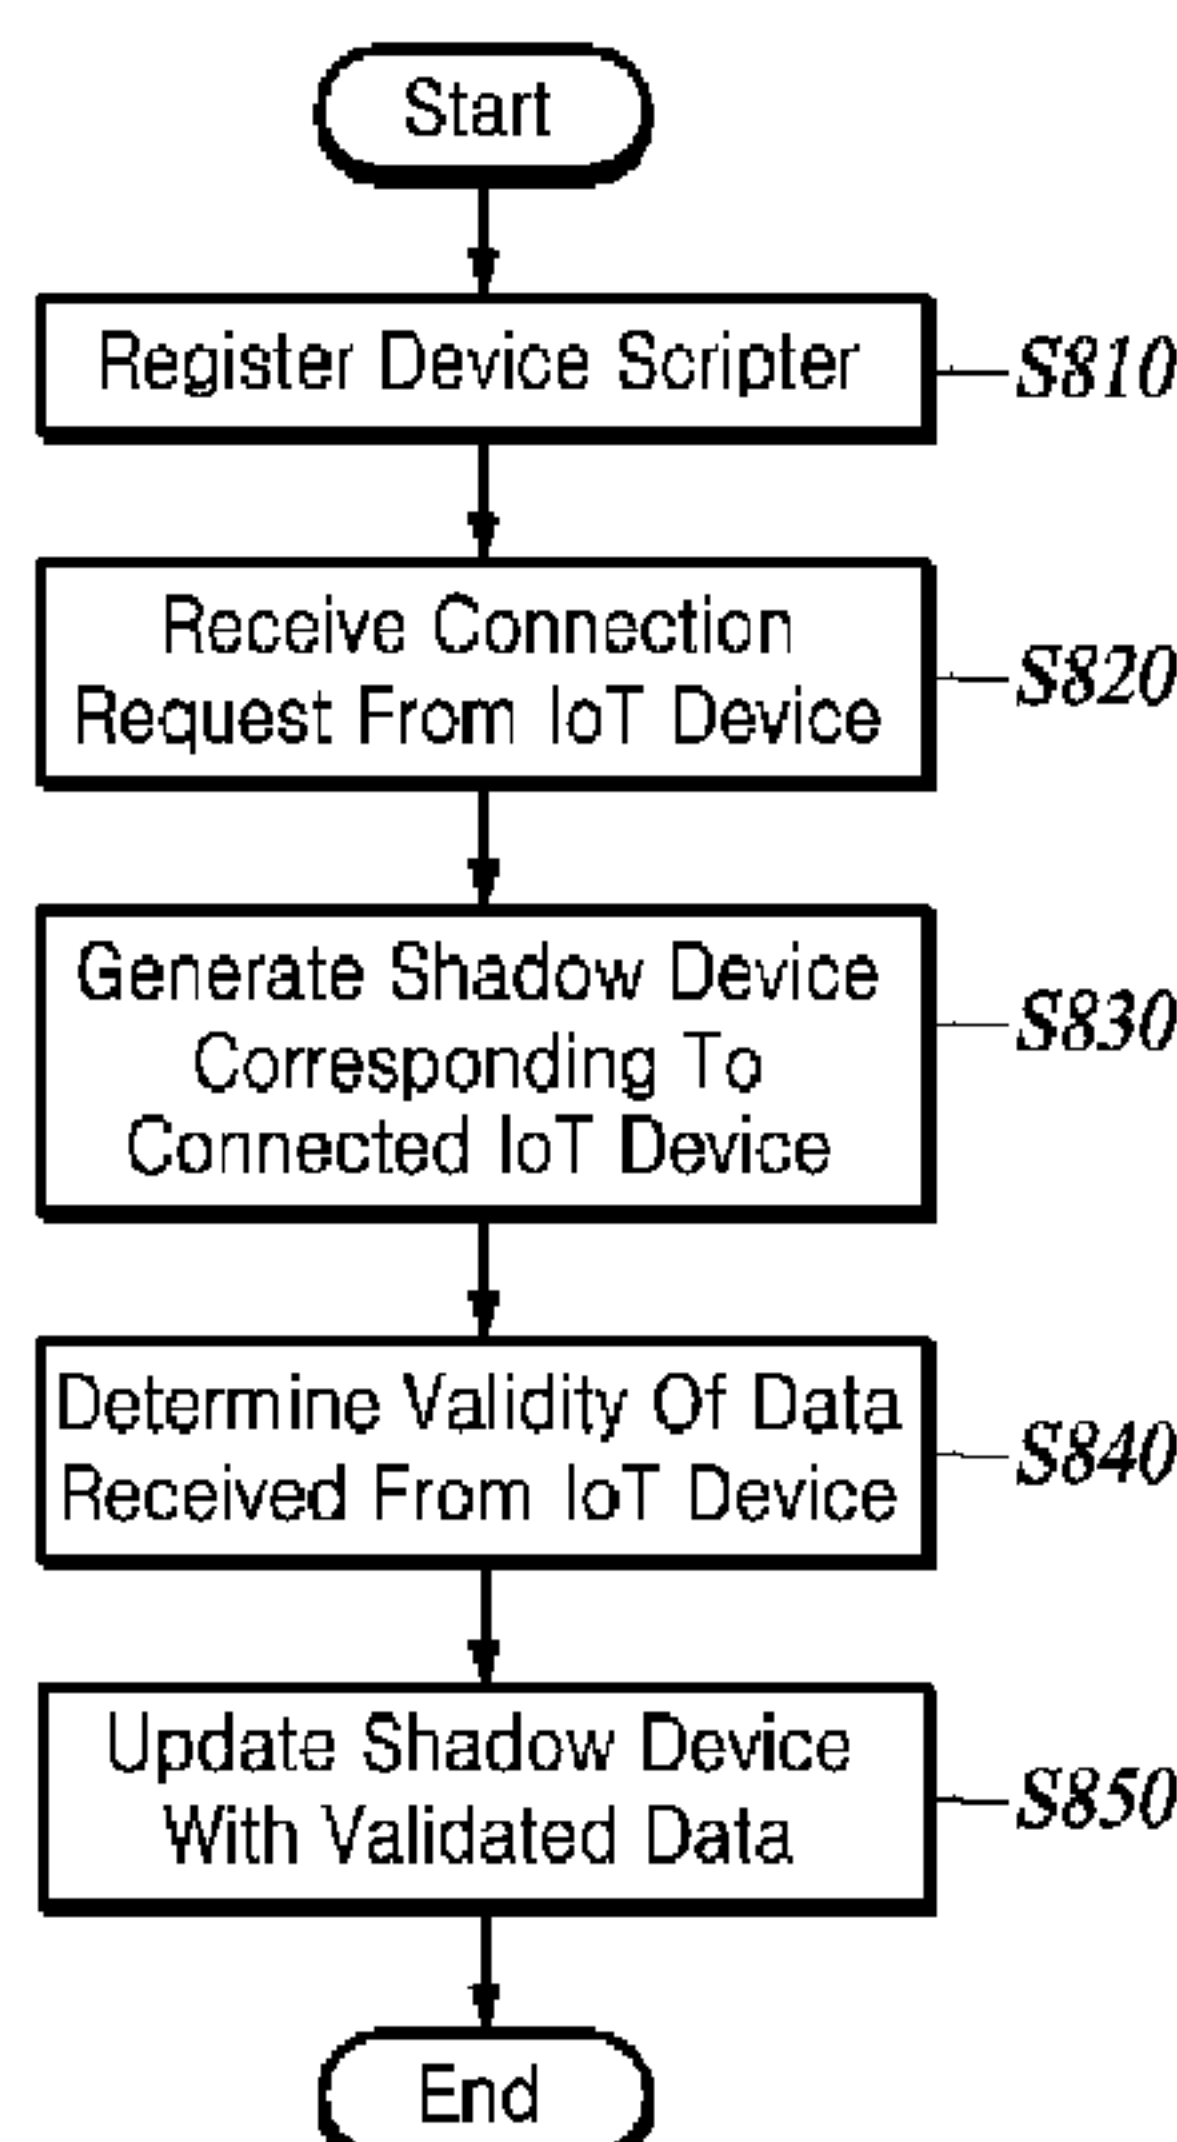 Start
Register Device Scripter
S810
Receive Connection
Request From IoT Device
S820
Generate Shadow Device
Corresponding To
Connected IoT Device
S830
Determine Validity Of Data
Received From IoT Device
S840
Update Shadow Device
With Validated Data
S850
End